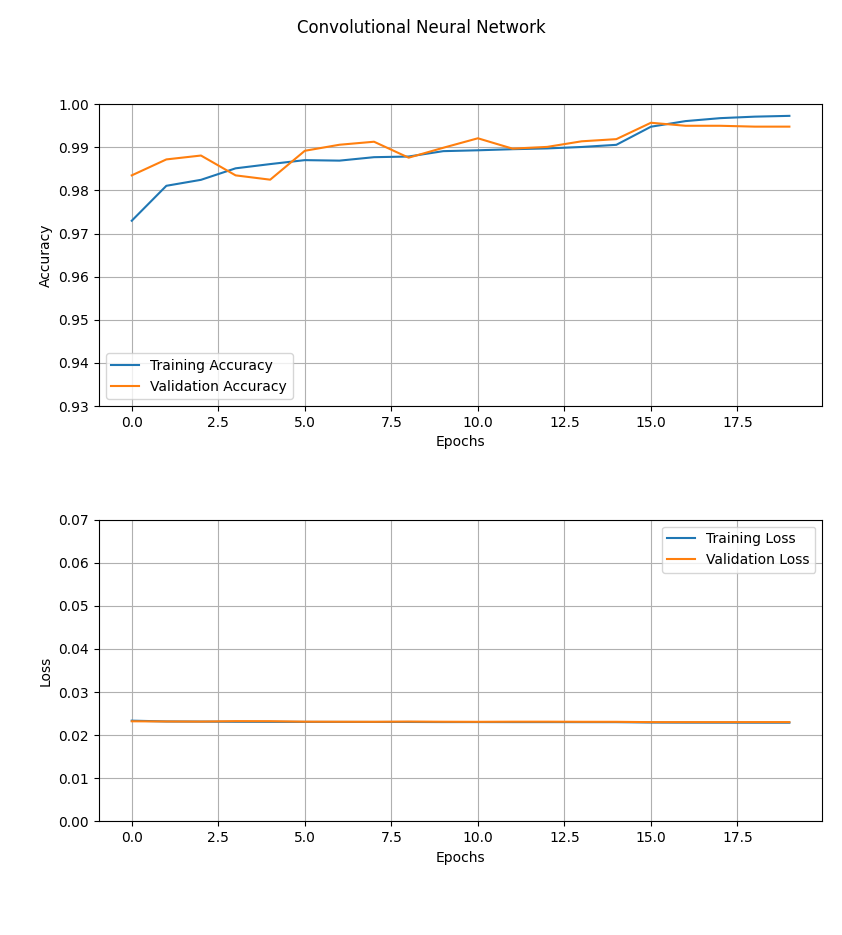 Convolutional Neural Network
1.00
0.99
0.98
0.97
0.96
0.95
0.94
0.93
Accuracy
Training Accuracy
Validation Accuracy
0.0 2.5 5.0 7.5 10.0 12.5 15.0 17.5
Epochs
0.07
0.06
0.05
0.04
0.03
0.02
0.01
0.00
Loss
Training Loss
Validation Loss
0.0 2.5 5.0 7.5 10.0 12.5 15.0 17.5
Epochs